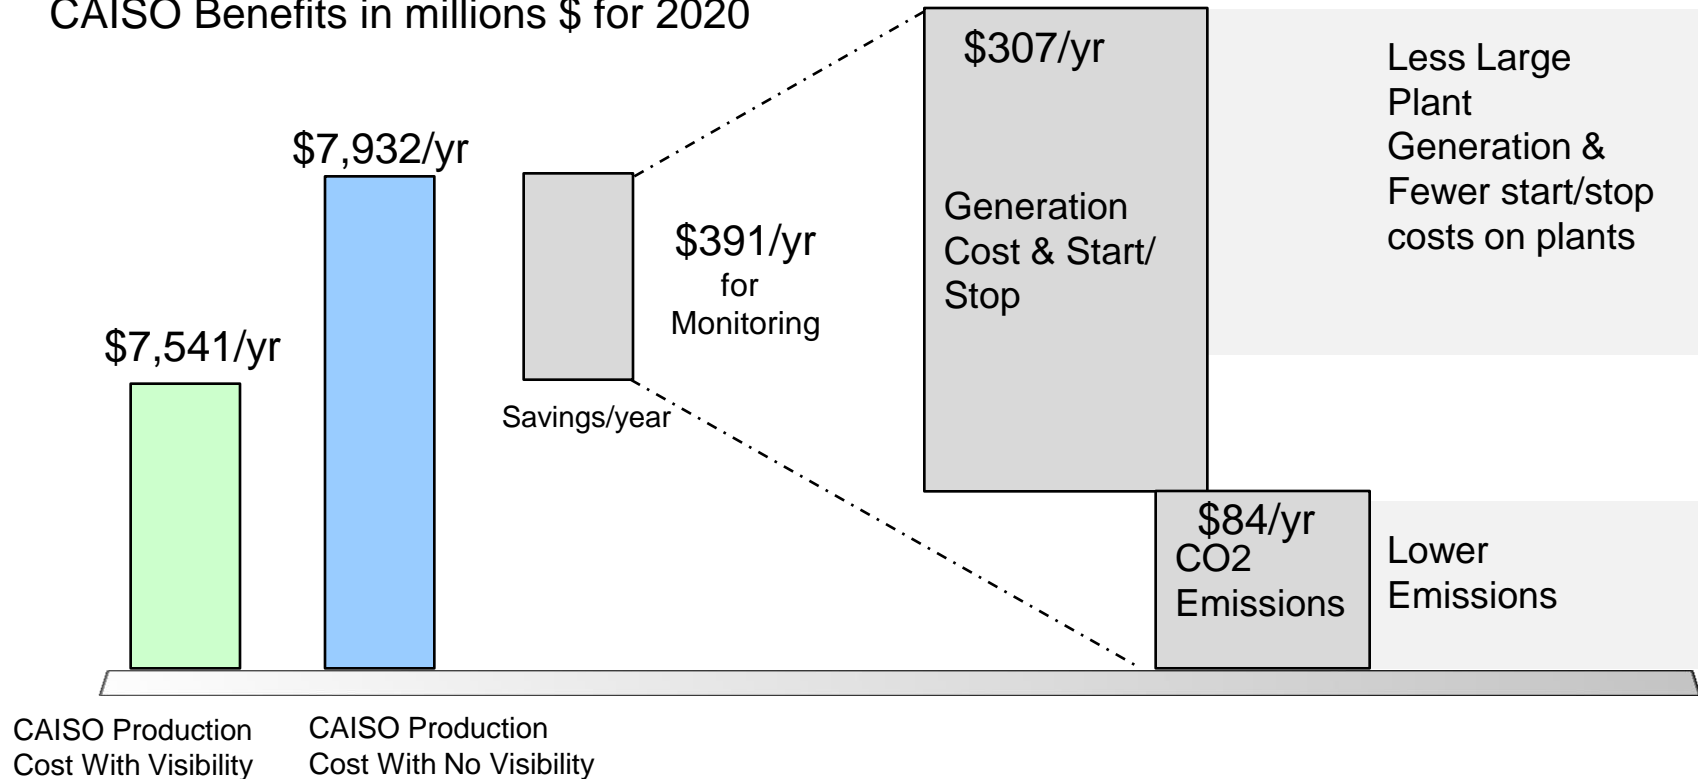 CAISO Benefits in millions $ for 2020
$7,541/yr
$7,932/yr
Savings/year
$391/yr
for
Monitoring
$307/yr
Generation
Cost & Start/
Stop
Less Large
Plant
Generation &
Fewer start/stop
costs on plants
$84/yr
CO2
Emissions
Lower
Emissions
CAISO Production
Cost With Visibility
CAISO Production
Cost With No Visibility